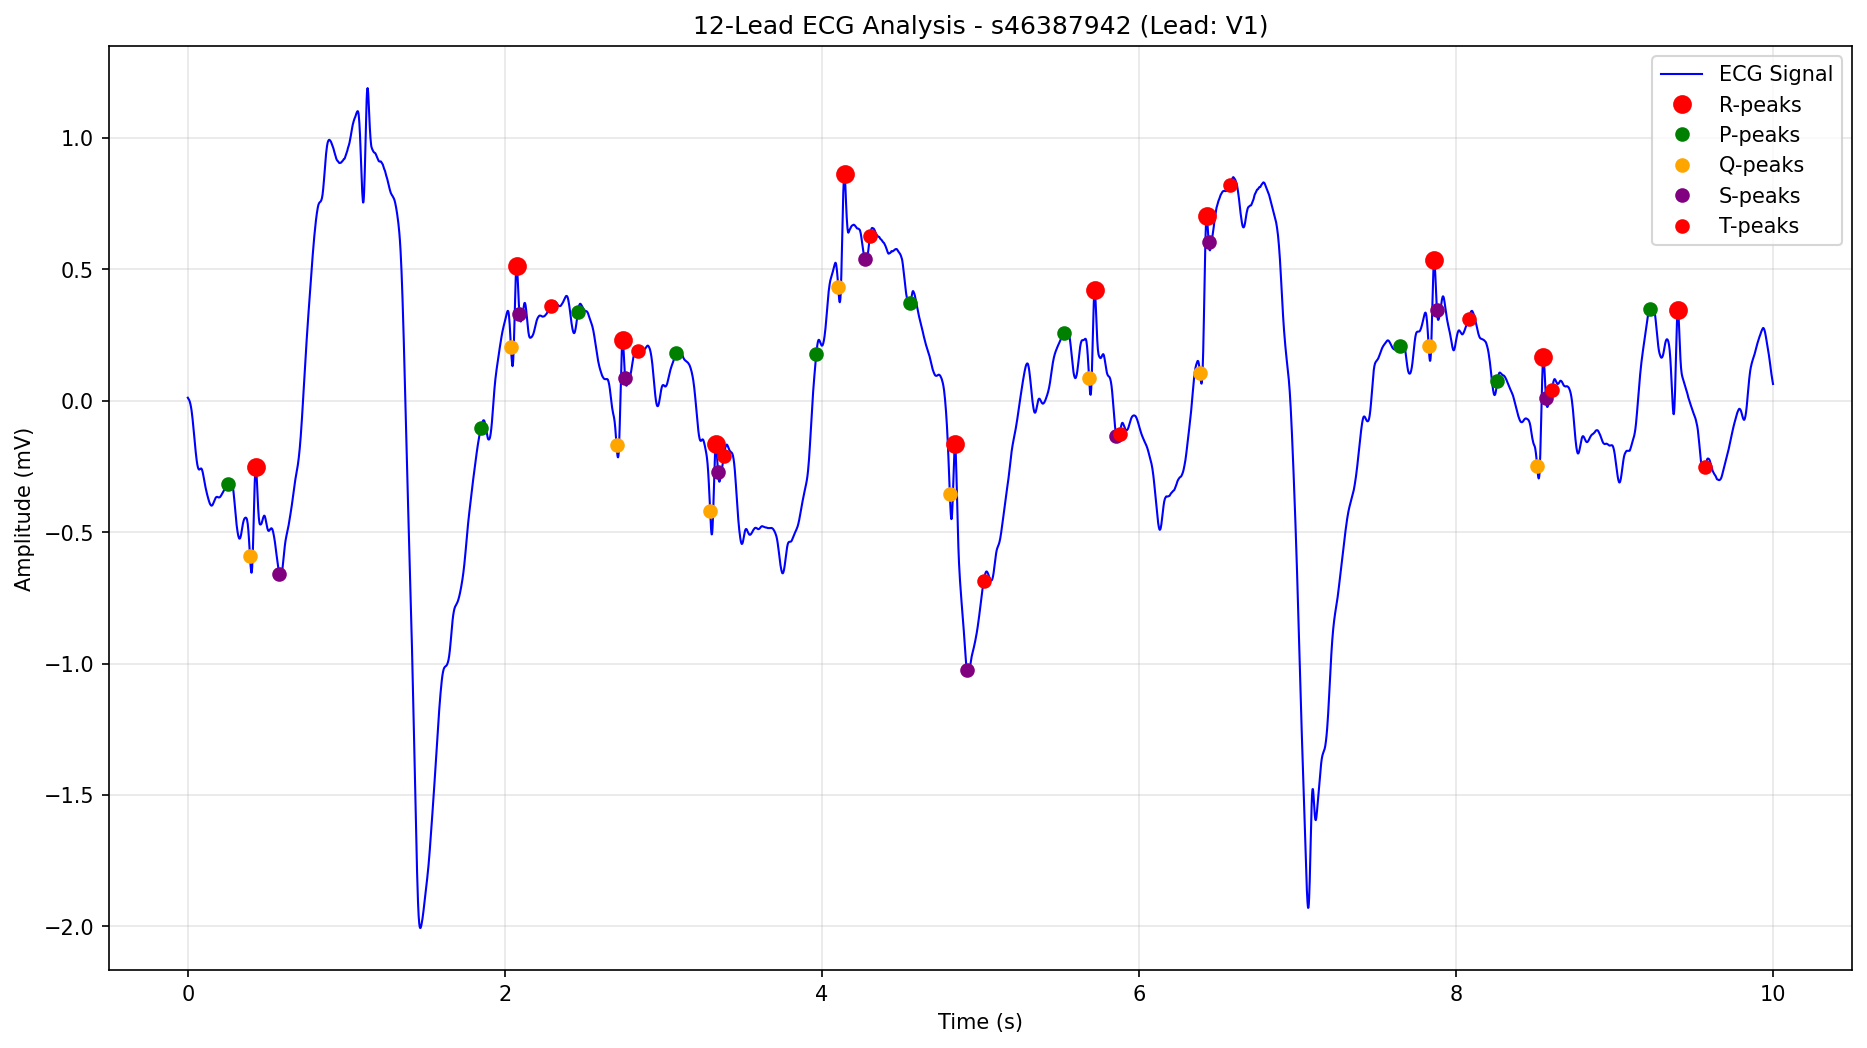 12-Lead ECG Analysis - s46387942 (Lead: V1)
ECG Signal
R-peaks
P-peaks
Q-peaks
S-peaks
T-peaks
Amplitude (mV)
1.0
0.5
0.0
−0.5
−1.0
−1.5
−2.0
0 2 4 6 8 10
Time (s)